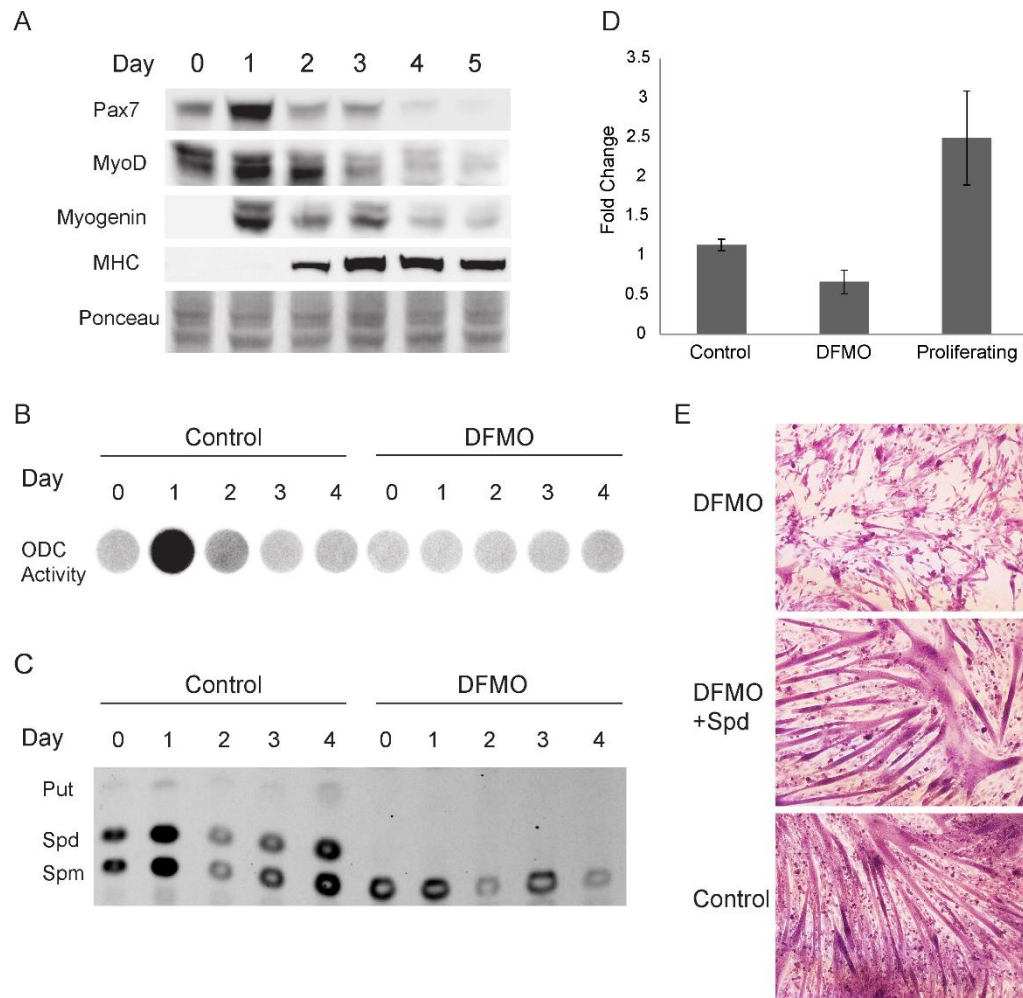 A
Day 0 1 2 3 4 5
Pax7
MyoD
Myogenin
MHC
Ponceau
B
Control DFMO
Day 0 1 2 3 4 0 1 2 3 4
ODC
Activity
C
Control DFMO
Day 0 1 2 3 4 0 1 2 3 4
Put
Spd
Spm
D
Fold Change
3.5
3
2.5
2
1.5
1
0.5
0
Control DFMO Proliferating
E
DFMO
DFMO
+Spd
Control